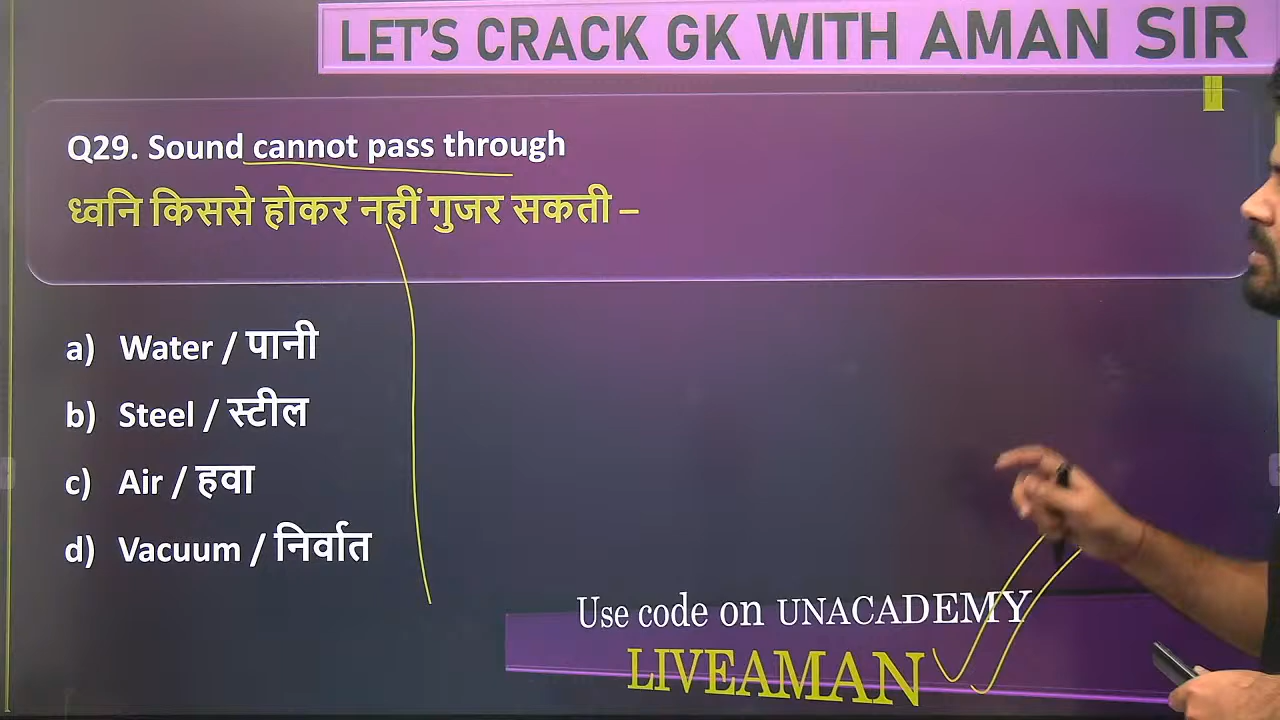 LET'S CRACK GK WITH AMAN SIR
Q29. Sound cannot pass through
ध्वनि किससे होकर नहीं गुजर सकती –
a) Water / पानी
b) Steel / स्टील
c) Air / हवा
d) Vacuum / निर्वात
Use code on UNACADEMY
LIVEAMAN